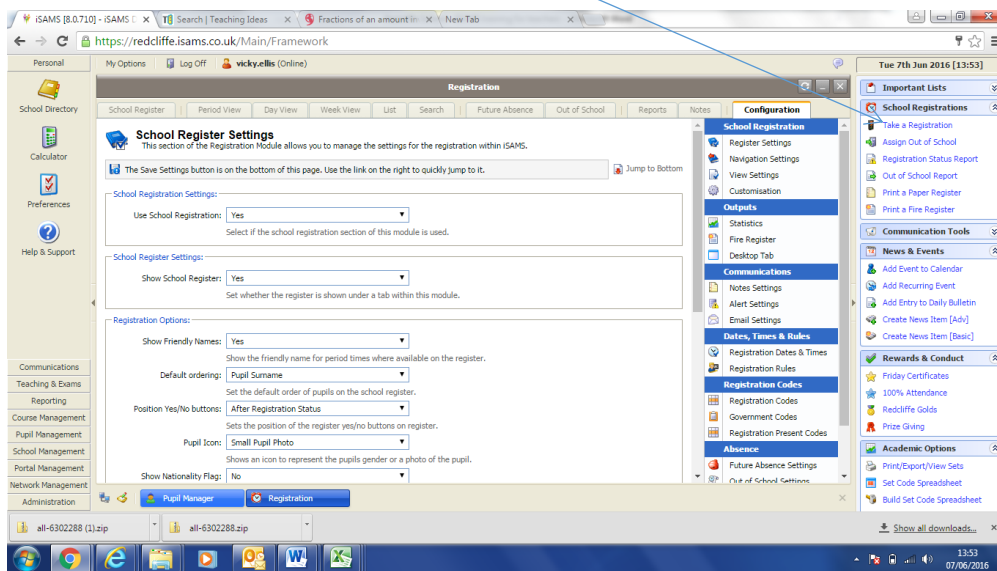 iSAMS [8.0.710] - iSAMS D
Search | Teaching Ideas
Fractions of an amount in
New Tab
https://redcliffe.isams.co.uk/Main/Framework
Personal
My Options
Log Off
vicky.ellis (Online)
Tue 7th Jun 2016 [13:53]
School Directory
Calculator
Preferences
Help & Support
Communications
Teaching & Exams
Reporting
Course Management
Pupil Management
School Management
Portal Management
Network Management
Administration
Registration
School Register
Period View
Day View
Week View
List
Search
Future Absence
Out of School
Reports
Notes
Configuration
School Register Settings
This section of the Registration Module allows you to manage the settings for the registration within iSAMS.
The Save Settings button is on the bottom of this page. Use the link on the right to quickly jump to it.
Jump to Bottom
School Registration Settings:
Use School Registration: Yes
Select if the school registration section of this module is used.
School Register Settings:
Show School Register: Yes
Set whether the register is shown under a tab within this module.
Registration Options:
Show Friendly Names: Yes
Show the friendly name for period times where available on the register.
Default ordering: Pupil Surname
Set the default order of pupils on the school register.
Position Yes/No buttons: After Registration Status
Sets the position of the register yes/no buttons on register.
Pupil Icon: Small Pupil Photo
Shows an icon to represent the pupils gender or a photo of the pupil.
Show Nationality Flag: No
School Registration
Register Settings
Navigation Settings
View Settings
Customisation
Outputs
Statistics
Fire Register
Desktop Tab
Communications
Notes Settings
Alert Settings
Email Settings
Dates, Times & Rules
Registration Dates & Times
Registration Rules
Registration Codes
Registration Codes
Government Codes
Registration Present Codes
Absence
Future Absence Settings
Out of School Settings
Important Lists
School Registrations
Take a Registration
Assign Out of School
Registration Status Report
Out of School Report
Print a Paper Register
Print a Fire Register
Communication Tools
News & Events
Add Event to Calendar
Add Recurring Event
Add Entry to Daily Bulletin
Create News Item [Adv]
Create News Item [Basic]
Rewards & Conduct
Friday Certificates
100% Attendance
Redcliffe Golds
Prize Giving
Academic Options
Print/Export/View Sets
Set Code Spreadsheet
Build Set Code Spreadsheet
Pupil Manager
Registration
all-6302288 (1).zip
all-6302288.zip
Show all downloads...
13:53
07/06/2016